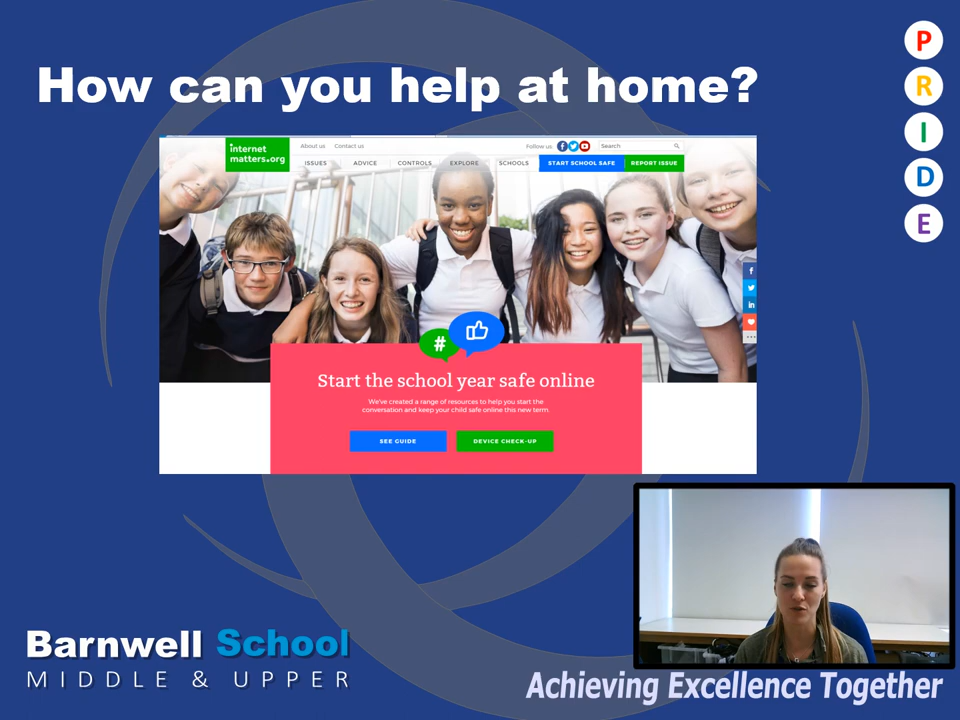 How can you help at home?
P
R
I
D
E
internet
matters.org
About us
Contact us
Follow us:
Search
ISSUES
ADVICE
CONTROLS
EXPLORE
SCHOOLS
START SCHOOL SAFE
REPORT ISSUE
#
Start the school year safe online
We've created a range of resources to help you start the
conversation and keep your child safe online this new term.
SEE GUIDE
DEVICE CHECK-UP
Barnwell School
MIDDLE & UPPER
Achieving Excellence Together